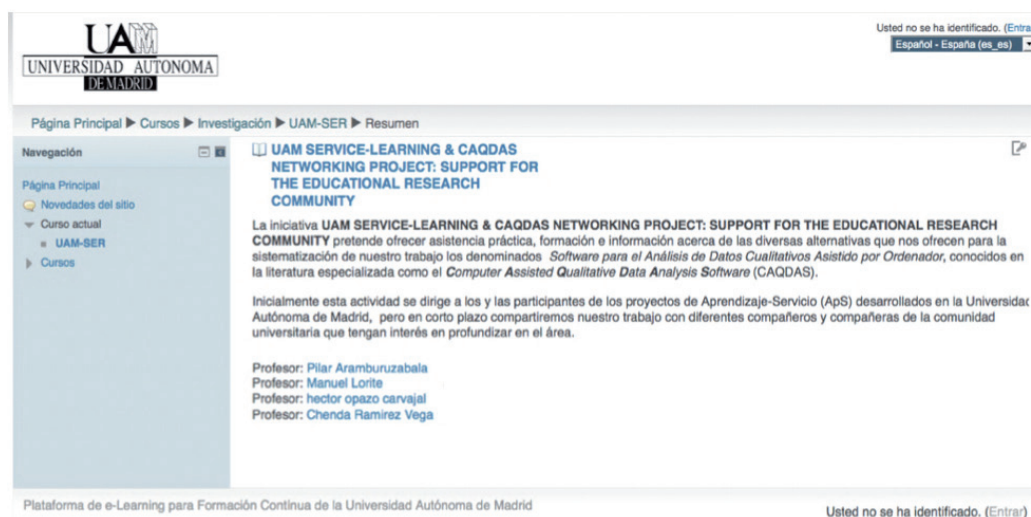 UAM
UNIVERSIDAD AUTONOMA
DE MADRID
Usted no se ha identificado. (Entra
Español - España (es_es)
Página Principal ▶ Cursos ▶ Investigación ▶ UAM-SER ▶ Resumen
Navegación
Página Principal
Novedades del sitio
Curso actual
UAM-SER
Cursos
UAM SERVICE-LEARNING & CAQDAS
NETWORKING PROJECT: SUPPORT FOR
THE EDUCATIONAL RESEARCH
COMMUNITY
La iniciativa UAM SERVICE-LEARNING & CAQDAS NETWORKING PROJECT: SUPPORT FOR THE EDUCATIONAL RESEARCH
COMMUNITY pretende ofrecer asistencia práctica, formación e información acerca de las diversas alternativas que nos ofrecen para la
sistematización de nuestro trabajo los denominados Software para el Análisis de Datos Cualitativos Asistido por Ordenador, conocidos en
la literatura especializada como el Computer Assisted Qualitative Data Analysis Software (CAQDAS).
Inicialmente esta actividad se dirige a los y las participantes de los proyectos de Aprendizaje-Servicio (ApS) desarrollados en la Universidad
Autónoma de Madrid, pero en corto plazo compartiremos nuestro trabajo con diferentes compañeros y compañeras de la comunidad
universitaria que tengan interés en profundizar en el área.
Profesor: Pilar Aramburuzabala
Profesor: Manuel Lorite
Profesor: hector opazo carvajal
Profesor: Chenda Ramirez Vega
Plataforma de e-Learning para Formación Continua de la Universidad Autónoma de Madrid
Usted no se ha identificado. (Entrar)